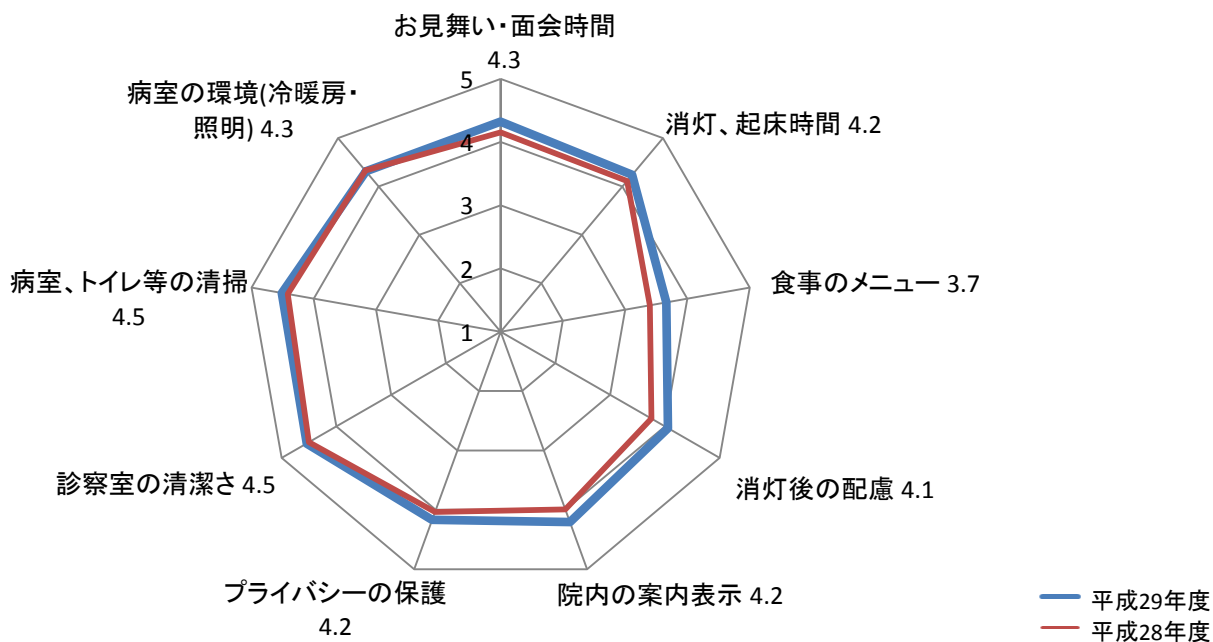 お見舞い・面会時間
4.3
消灯、起床時間 4.2
食事のメニュー 3.7
消灯後の配慮 4.1
院内の案内表示 4.2
プライバシーの保護
4.2
診察室の清潔さ 4.5
病室、トイレ等の清掃
4.5
病室の環境(冷暖房・
照明) 4.3
5
4
3
2
1
平成29年度
平成28年度